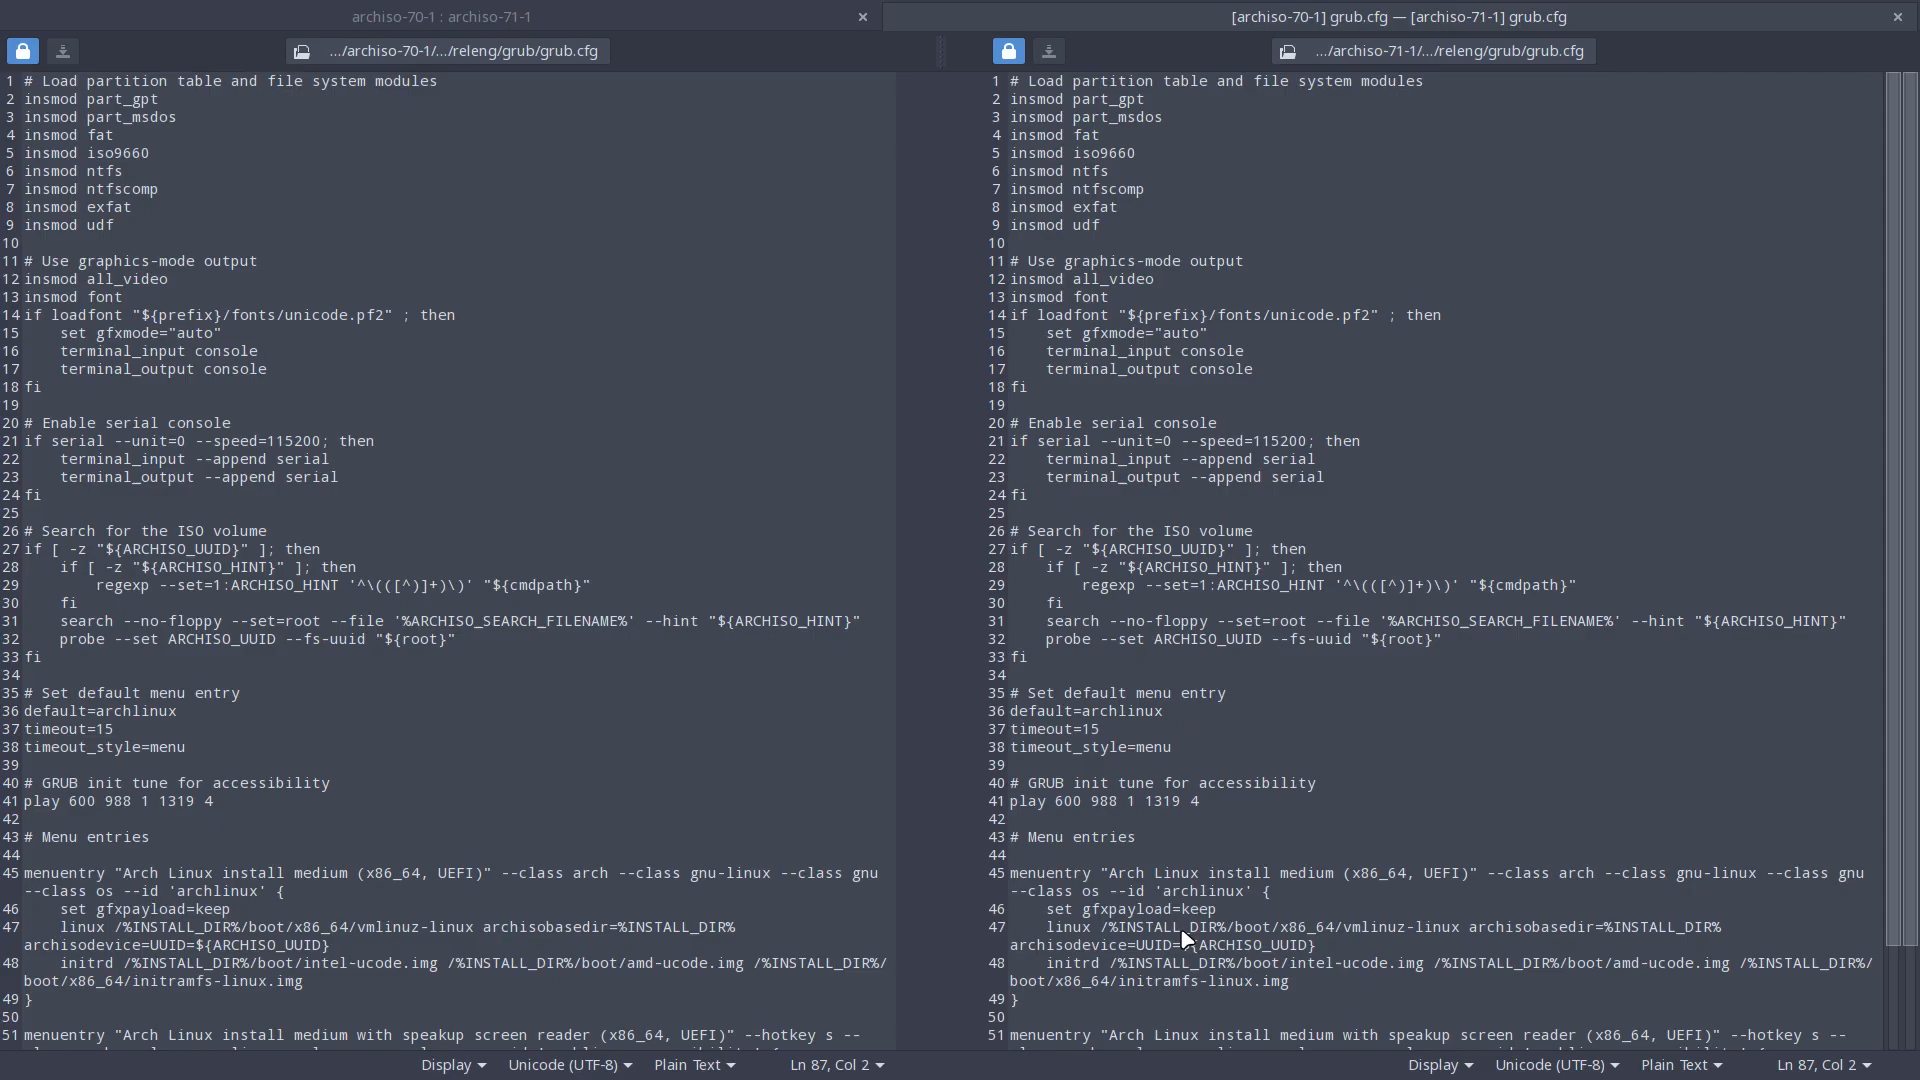 archiso-70-1 : archiso-71-1
[archiso-70-1] grub.cfg — [archiso-71-1] grub.cfg
.../archiso-70-1/.../releng/grub/grub.cfg
1 # Load partition table and file system modules
2 insmod part_gpt
3 insmod part_msdos
4 insmod fat
5 insmod iso9660
6 insmod ntfs
7 insmod ntfscomp
8 insmod exfat
9 insmod udf
10
11 # Use graphics-mode output
12 insmod all_video
13 insmod font
14 if loadfont "${prefix}/fonts/unicode.pf2" ; then
15     set gfxmode="auto"
16     terminal_input console
17     terminal_output console
18 fi
19
20 # Enable serial console
21 if serial --unit=0 --speed=115200; then
22     terminal_input --append serial
23     terminal_output --append serial
24 fi
25
26 # Search for the ISO volume
27 if [ -z "${ARCHISO_UUID}" ]; then
28     if [ -z "${ARCHISO_HINT}" ]; then
29         regexp --set=1:ARCHISO_HINT '^\(([^)]+)\)' "${cmdpath}"
30     fi
31     search --no-floppy --set=root --file '%ARCHISO_SEARCH_FILENAME%' --hint "${ARCHISO_HINT}"
32     probe --set ARCHISO_UUID --fs-uuid "${root}"
33 fi
34
35 # Set default menu entry
36 default=archlinux
37 timeout=15
38 timeout_style=menu
39
40 # GRUB init tune for accessibility
41 play 600 988 1 1319 4
42
43 # Menu entries
44
45 menuentry "Arch Linux install medium (x86_64, UEFI)" --class arch --class gnu-linux --class gnu
--class os --id 'archlinux' {
46     set gfxpayload=keep
47     linux /%INSTALL_DIR%/boot/x86_64/vmlinuz-linux archisobasedir=%INSTALL_DIR%
archisodevice=UUID=${ARCHISO_UUID}
48     initrd /%INSTALL_DIR%/boot/intel-ucode.img /%INSTALL_DIR%/boot/amd-ucode.img /%INSTALL_DIR%/
boot/x86_64/initramfs-linux.img
49 }
50
51 menuentry "Arch Linux install medium with speakup screen reader (x86_64, UEFI)" --hotkey s --
Display Unicode (UTF-8) Plain Text Ln 87, Col 2
.../archiso-71-1/.../releng/grub/grub.cfg
1 # Load partition table and file system modules
2 insmod part_gpt
3 insmod part_msdos
4 insmod fat
5 insmod iso9660
6 insmod ntfs
7 insmod ntfscomp
8 insmod exfat
9 insmod udf
10
11 # Use graphics-mode output
12 insmod all_video
13 insmod font
14 if loadfont "${prefix}/fonts/unicode.pf2" ; then
15     set gfxmode="auto"
16     terminal_input console
17     terminal_output console
18 fi
19
20 # Enable serial console
21 if serial --unit=0 --speed=115200; then
22     terminal_input --append serial
23     terminal_output --append serial
24 fi
25
26 # Search for the ISO volume
27 if [ -z "${ARCHISO_UUID}" ]; then
28     if [ -z "${ARCHISO_HINT}" ]; then
29         regexp --set=1:ARCHISO_HINT '^\(([^)]+)\)' "${cmdpath}"
30     fi
31     search --no-floppy --set=root --file '%ARCHISO_SEARCH_FILENAME%' --hint "${ARCHISO_HINT}"
32     probe --set ARCHISO_UUID --fs-uuid "${root}"
33 fi
34
35 # Set default menu entry
36 default=archlinux
37 timeout=15
38 timeout_style=menu
39
40 # GRUB init tune for accessibility
41 play 600 988 1 1319 4
42
43 # Menu entries
44
45 menuentry "Arch Linux install medium (x86_64, UEFI)" --class arch --class gnu-linux --class gnu
--class os --id 'archlinux' {
46     set gfxpayload=keep
47     linux /%INSTALL_DIR%/boot/x86_64/vmlinuz-linux archisobasedir=%INSTALL_DIR%
archisodevice=UUID=${ARCHISO_UUID}
48     initrd /%INSTALL_DIR%/boot/intel-ucode.img /%INSTALL_DIR%/boot/amd-ucode.img /%INSTALL_DIR%/
boot/x86_64/initramfs-linux.img
49 }
50
51 menuentry "Arch Linux install medium with speakup screen reader (x86_64, UEFI)" --hotkey s --
Display Unicode (UTF-8) Plain Text Ln 87, Col 2